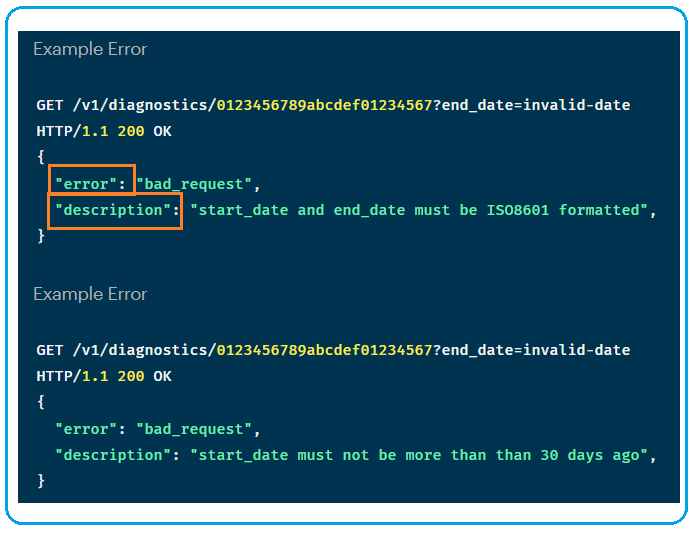 Example Error
GET /v1/diagnostics/0123456789abcdef01234567?end_date=invalid-date
HTTP/1.1 200 OK
{
"error": "bad_request",
"description": "start_date and end_date must be ISO8601 formatted",
}
Example Error
GET /v1/diagnostics/0123456789abcdef01234567?end_date=invalid-date
HTTP/1.1 200 OK
{
"error": "bad_request",
"description": "start_date must not be more than than 30 days ago",
}